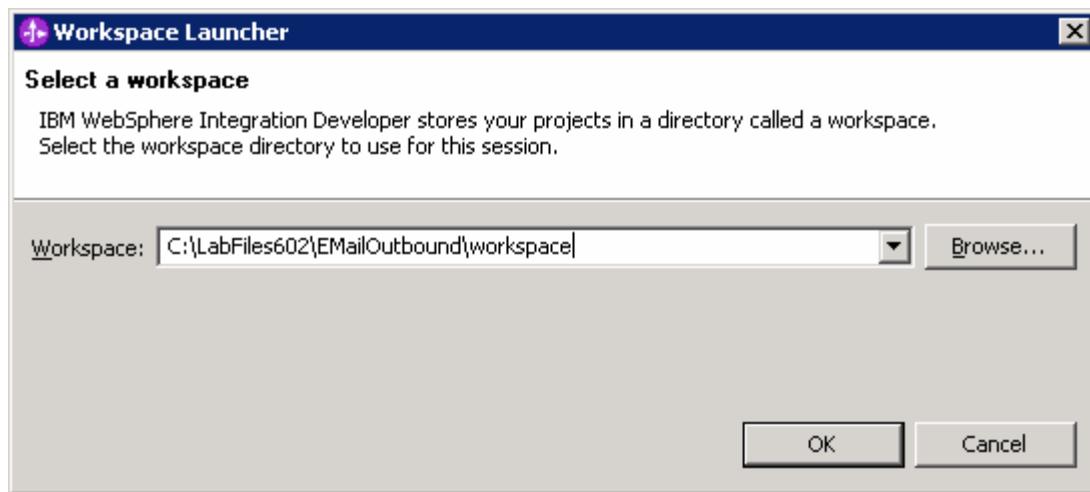 Workspace Launcher
Select a workspace
IBM WebSphere Integration Developer stores your projects in a directory called a workspace.
Select the workspace directory to use for this session.
Workspace: C:\LabFiles602\EMailOutbound\workspace Browse...
OK Cancel